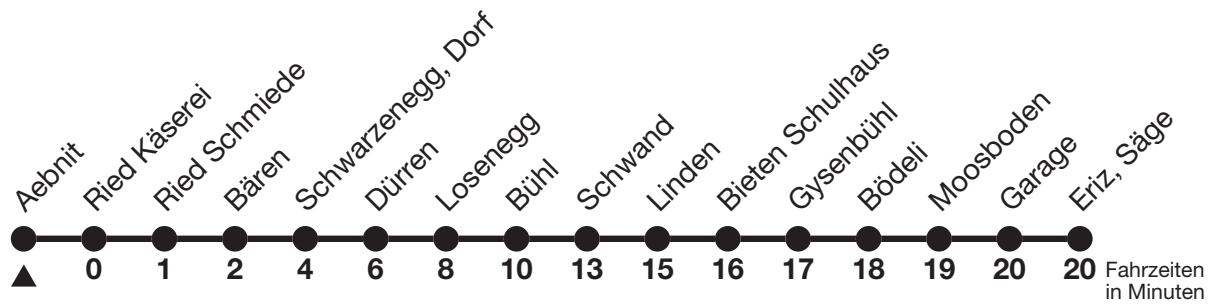 Aebnit
Ried Käserei
Ried Schmiede
Bären
Schwarzenegg, Dorf
Dürren
Losenegg
Bühl
Schwand
Linden
Bieten Schulhaus
Gysenbühl
Bödeli
Moosboden
Garage
Eriz, Säge
0 1 2 4 6 8 10 13 15 16 17 18 19 20 20 Fahrzeiten
in Minuten